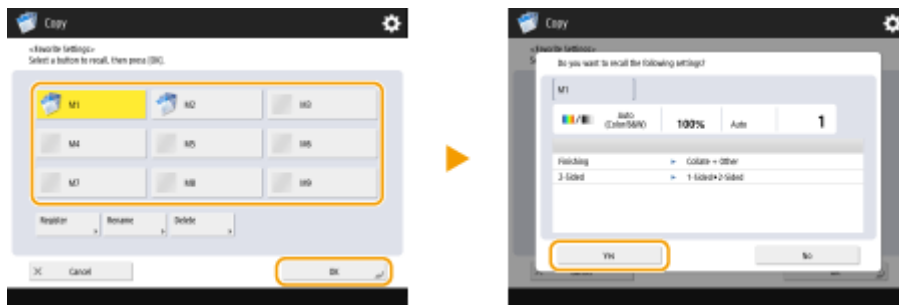 Copy
<Favorite Settings>
Select a button to recall, then press [OK].
M1
M2
M3
M4
M5
M6
M7
M8
M9
Register
Rename
Delete
Cancel
OK
Copy
<Favorite Settings>
Do you want to recall the following settings?
M1
Auto
(Color/B&W)
100%
Auto
1
Finishing
Collate + Other
2-Sided
1-Sided▸2-Sided
Yes
No